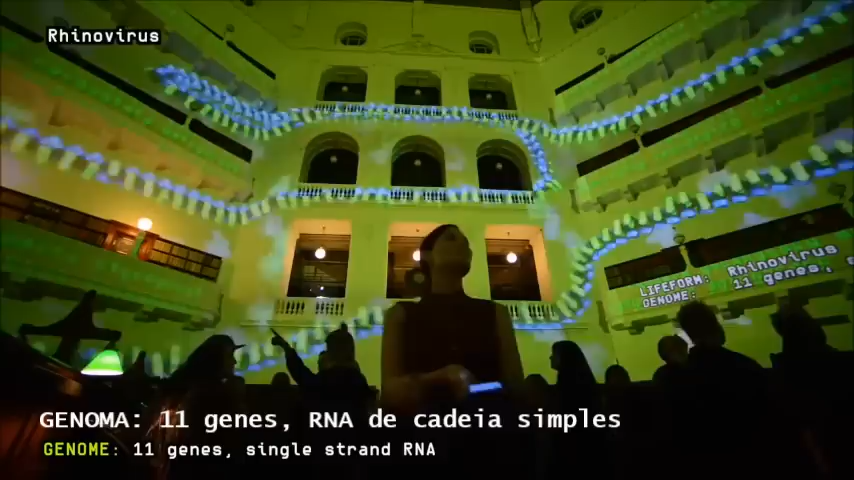 Rhinovirus
LIFEFORM: Rhinovirus
GENOME: 11 genes, s
GENOMA: 11 genes, RNA de cadeia simples
GENOME: 11 genes, single strand RNA